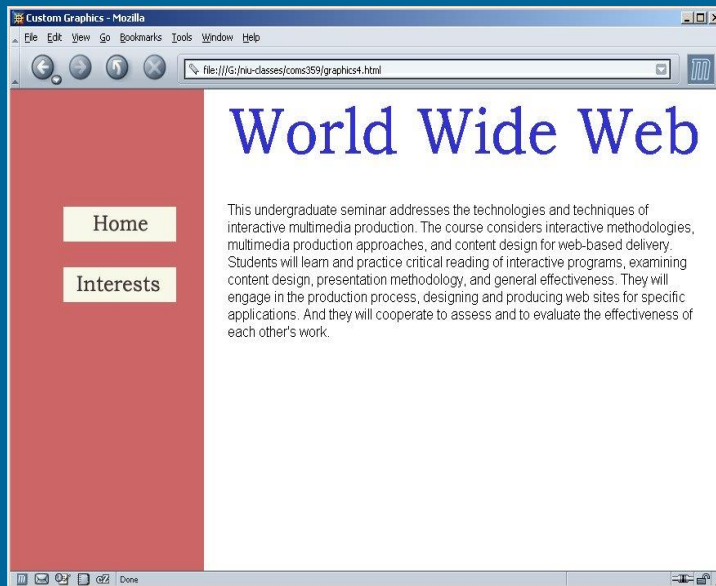 Custom Graphics - Mozilla
File Edit View Go Bookmarks Tools Window Help
file:///G:/niu-classes/coms359/graphics4.html
World Wide Web
Home
Interests
This undergraduate seminar addresses the technologies and techniques of
interactive multimedia production. The course considers interactive methodologies,
multimedia production approaches, and content design for web-based delivery.
Students will learn and practice critical reading of interactive programs, examining
content design, presentation methodology, and general effectiveness. They will
engage in the production process, designing and producing web sites for specific
applications. And they will cooperate to assess and to evaluate the effectiveness of
each other's work.
Done